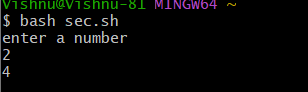 Vishnu@Vishnu-81 MINGW64 ~
$ bash sec.sh
enter a number
2
4